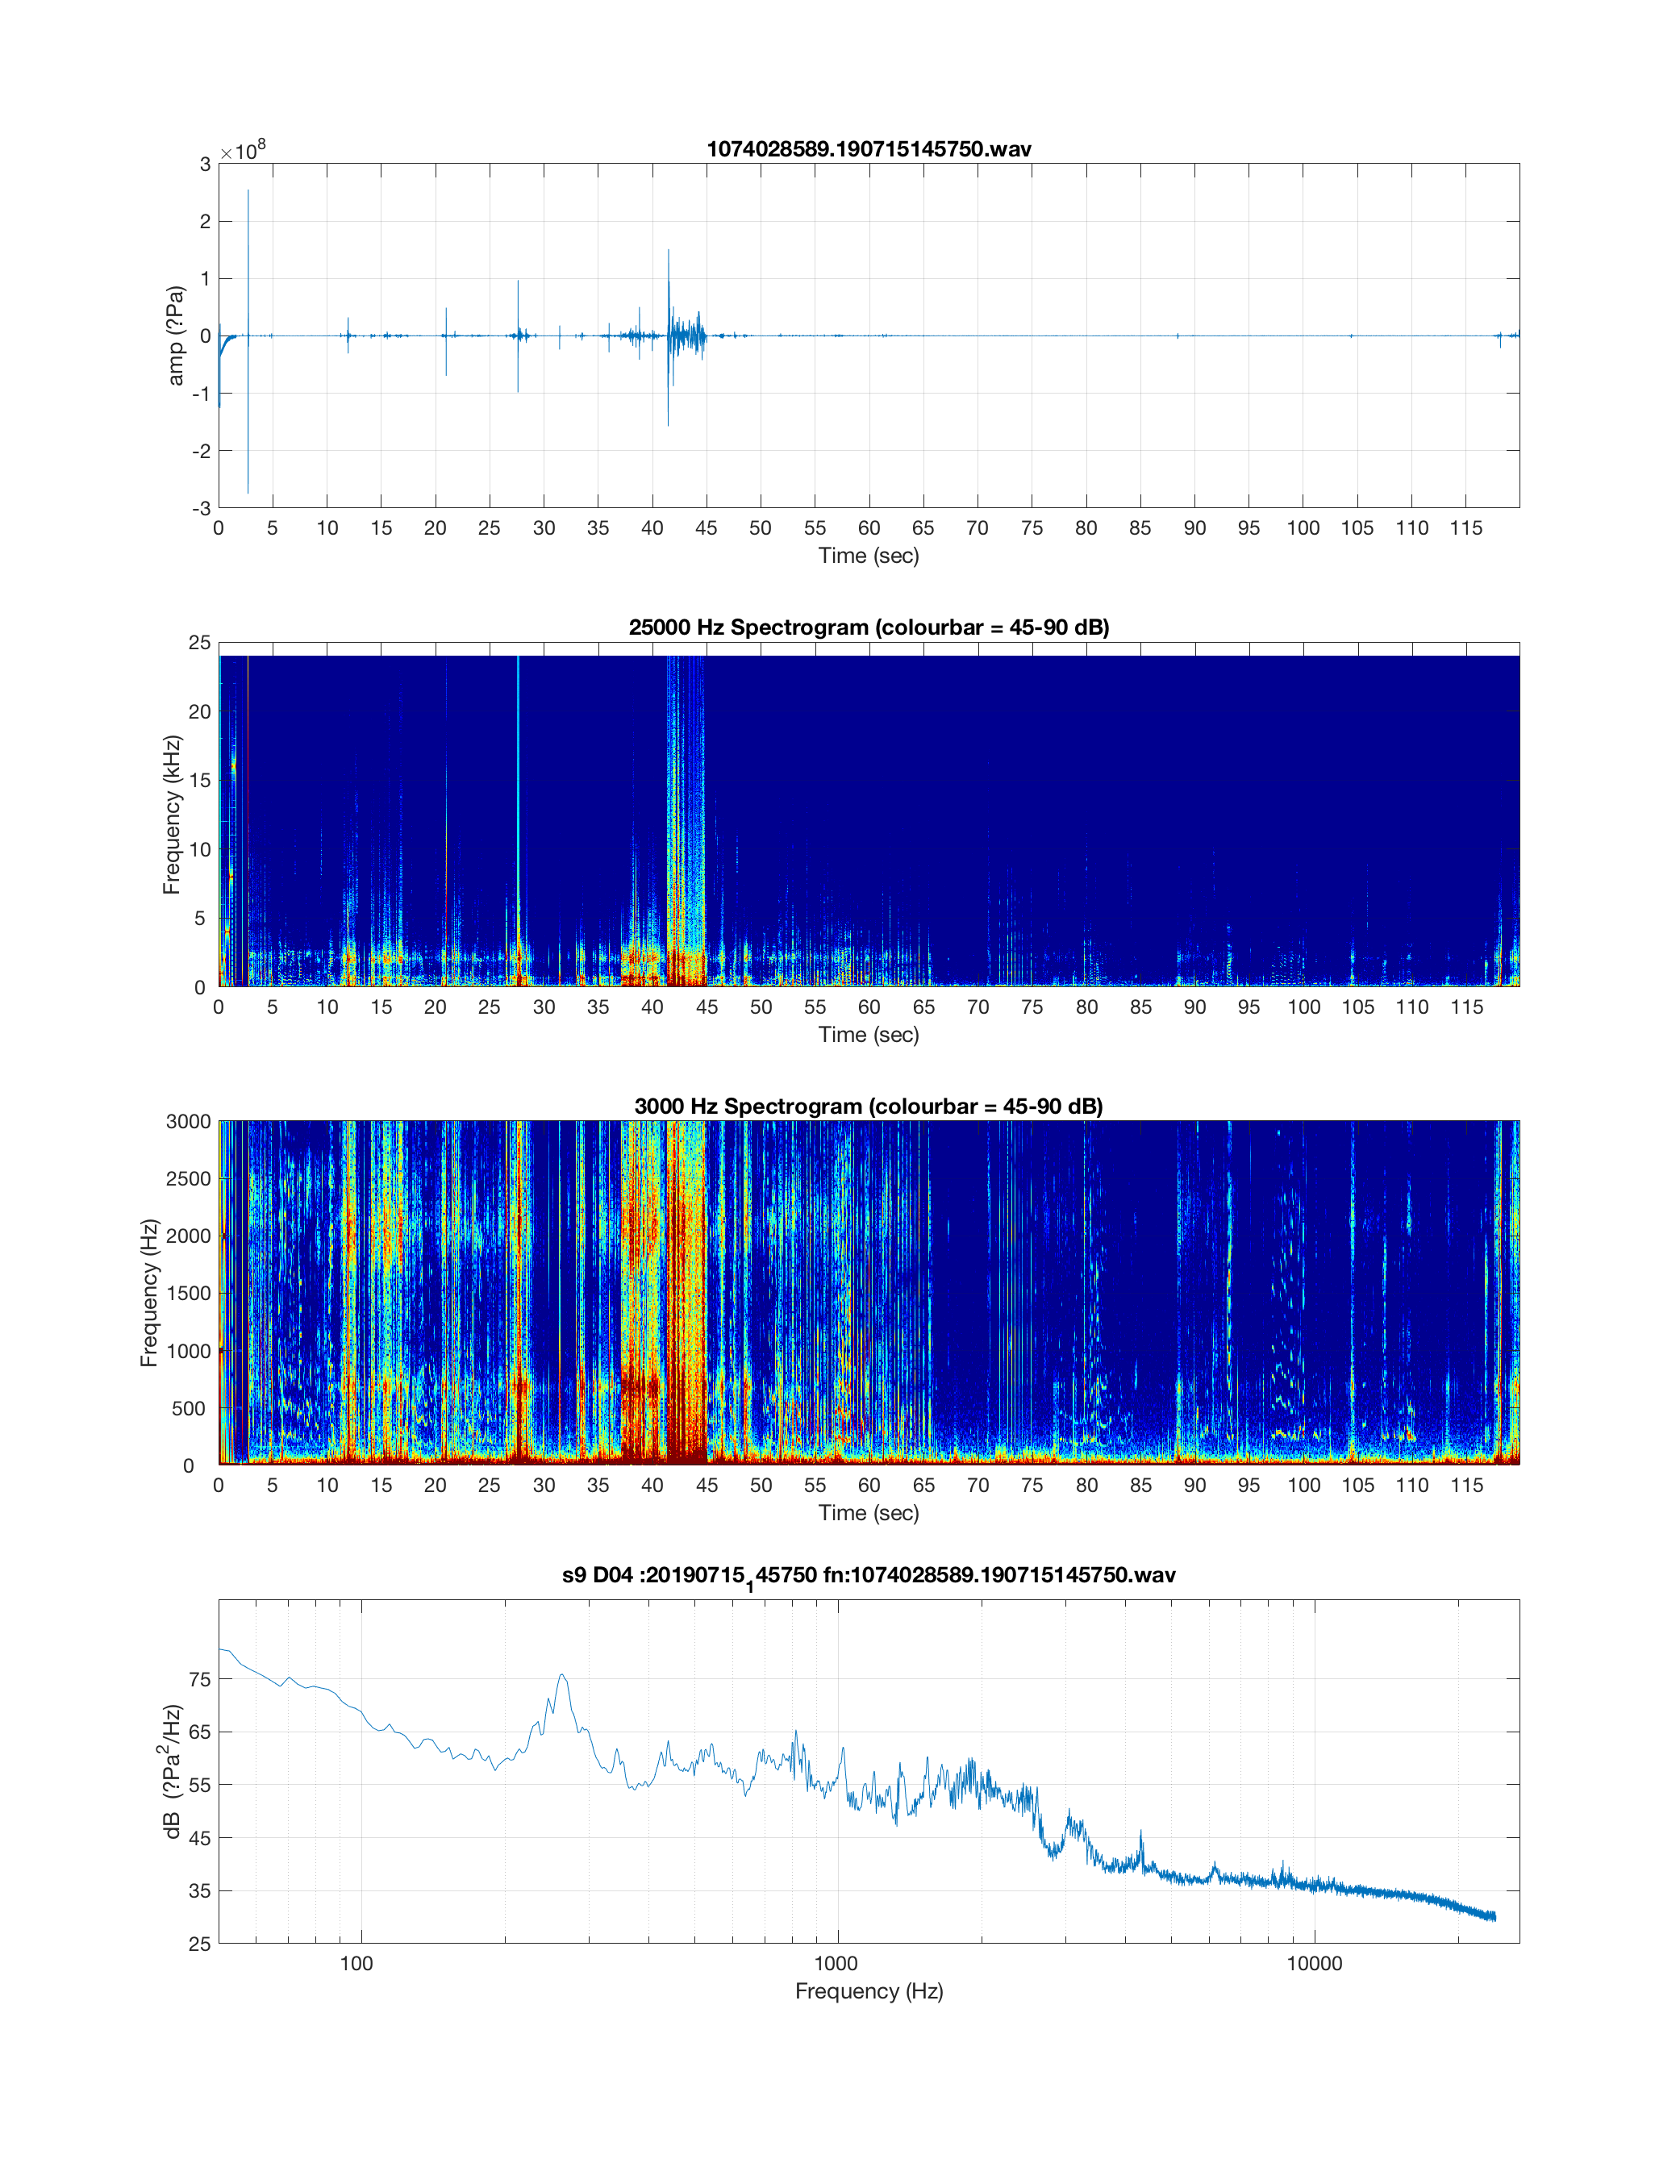 1074028589.190715145750.wav
×10^8
3
2
1
0
-1
-2
-3
amp (?Pa)
0 5 10 15 20 25 30 35 40 45 50 55 60 65 70 75 80 85 90 95 100 105 110 115
Time (sec)
25000 Hz Spectrogram (colourbar = 45-90 dB)
25
20
15
10
5
0
Frequency (kHz)
0 5 10 15 20 25 30 35 40 45 50 55 60 65 70 75 80 85 90 95 100 105 110 115
Time (sec)
3000 Hz Spectrogram (colourbar = 45-90 dB)
3000
2500
2000
1500
1000
500
0
Frequency (Hz)
0 5 10 15 20 25 30 35 40 45 50 55 60 65 70 75 80 85 90 95 100 105 110 115
Time (sec)
s9 D04 :20190715_145750 fn:1074028589.190715145750.wav
75
65
55
45
35
25
dB (?Pa^2/Hz)
100 1000 10000
Frequency (Hz)